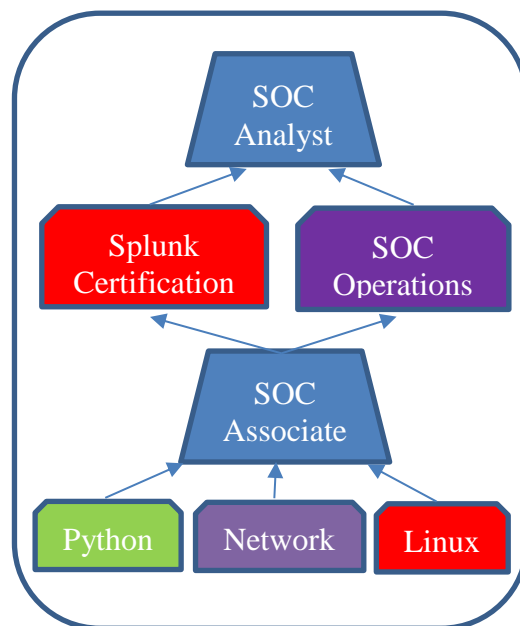 SOC
Analyst
Splunk
Certification
SOC
Operations
SOC
Associate
Python
Network
Linux